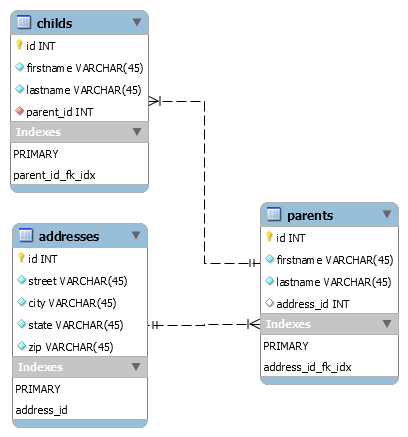 childs
id INT
firstname VARCHAR(45)
lastname VARCHAR(45)
parent_id INT
Indexes
PRIMARY
parent_id_fk_idx
addresses
id INT
street VARCHAR(45)
city VARCHAR(45)
state VARCHAR(45)
zip VARCHAR(45)
Indexes
PRIMARY
address_id
parents
id INT
firstname VARCHAR(45)
lastname VARCHAR(45)
address_id INT
Indexes
PRIMARY
address_id_fk_idx